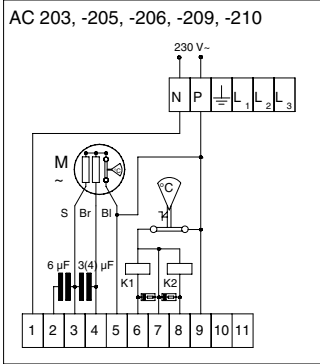 AC 203, -205, -206, -209, -210
230 V~
N P L1 L2 L3
M
~
°C
S Br Bl
6 µF 3(4) µF
K1 K2
1 2 3 4 5 6 7 8 9 10 11